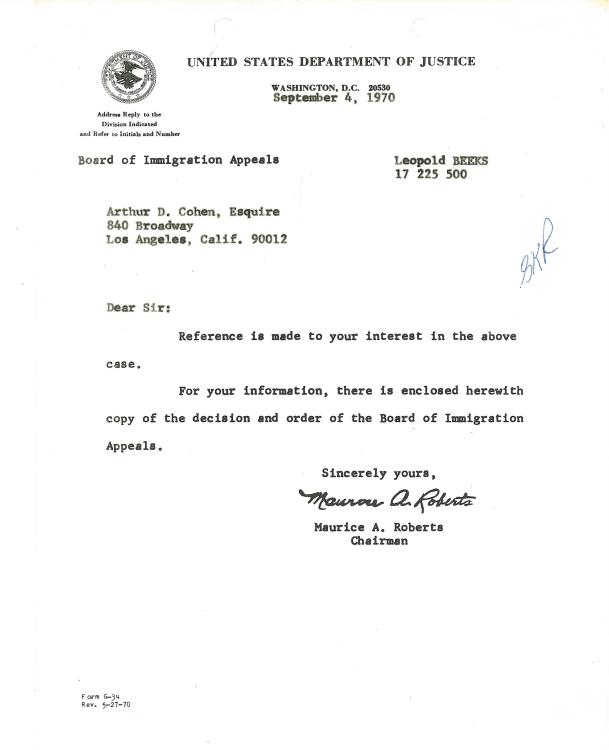 UNITED STATES DEPARTMENT OF JUSTICE
WASHINGTON, D.C. 20530
September 4, 1970
Address Reply to the
Division Indicated
and Refer to Initials and Number
Board of Immigration Appeals
Leopold BEEKS
17 225 500
Arthur D. Cohen, Esquire
840 Broadway
Los Angeles, Calif. 90012
Dear Sir:
Reference is made to your interest in the above
case.
For your information, there is enclosed herewith
copy of the decision and order of the Board of Immigration
Appeals.
Sincerely yours,
Maurice A. Roberts
Maurice A. Roberts
Chairman
Form G-34
Rev. 5-27-70